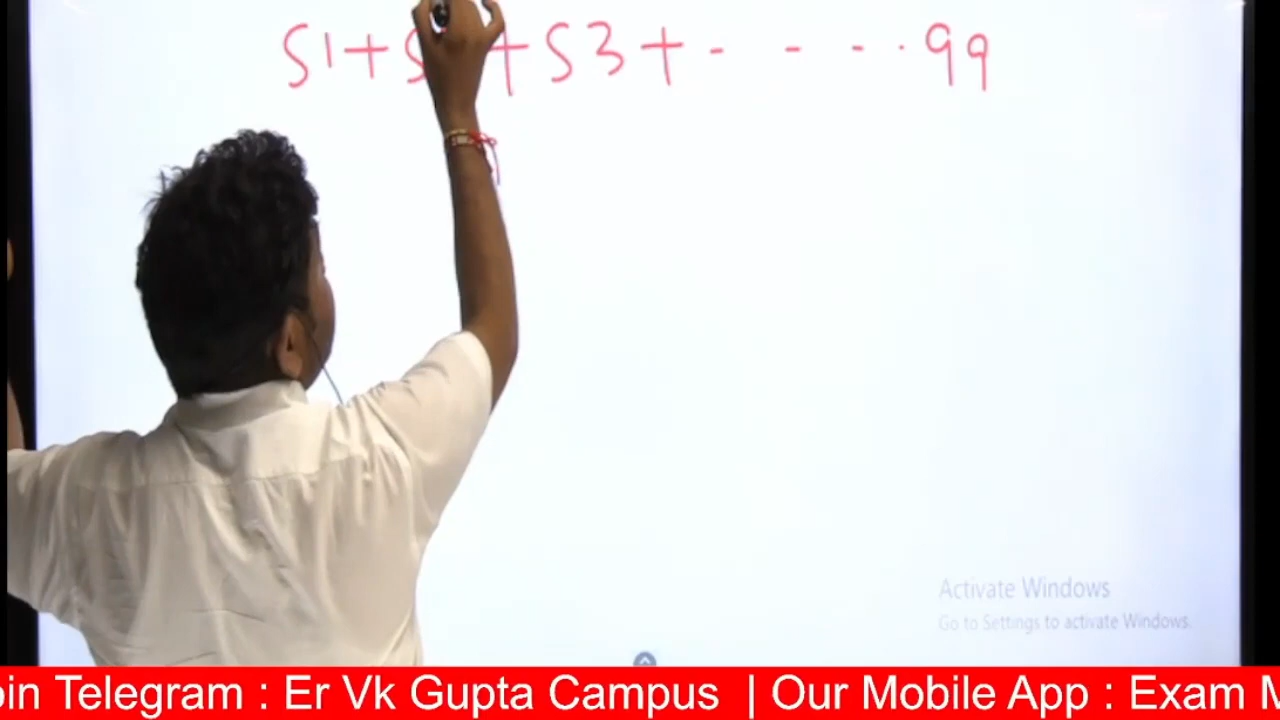 51+5 +53+- - - . 99
Activate Windows
Go to Settings to activate Windows.
oin Telegram : Er Vk Gupta Campus | Our Mobile App : Exam M